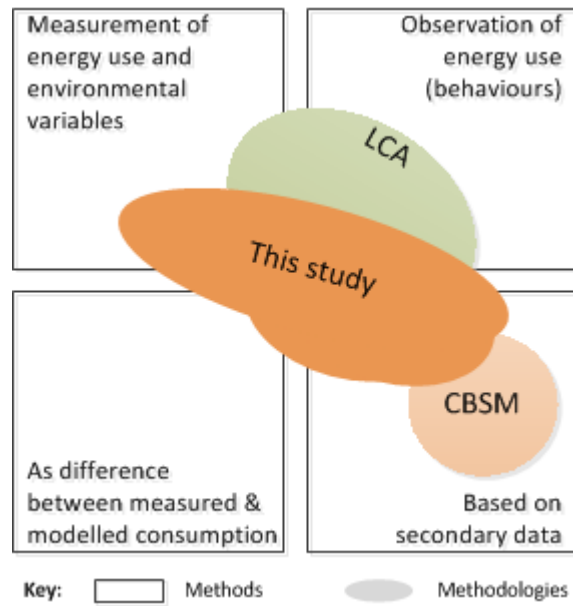 Measurement of
energy use and
environmental
variables
Observation of
energy use
(behaviours)
LCA
This study
CBSM
As difference
between measured &
modelled consumption
Based on
secondary data
Key:
Methods
Methodologies